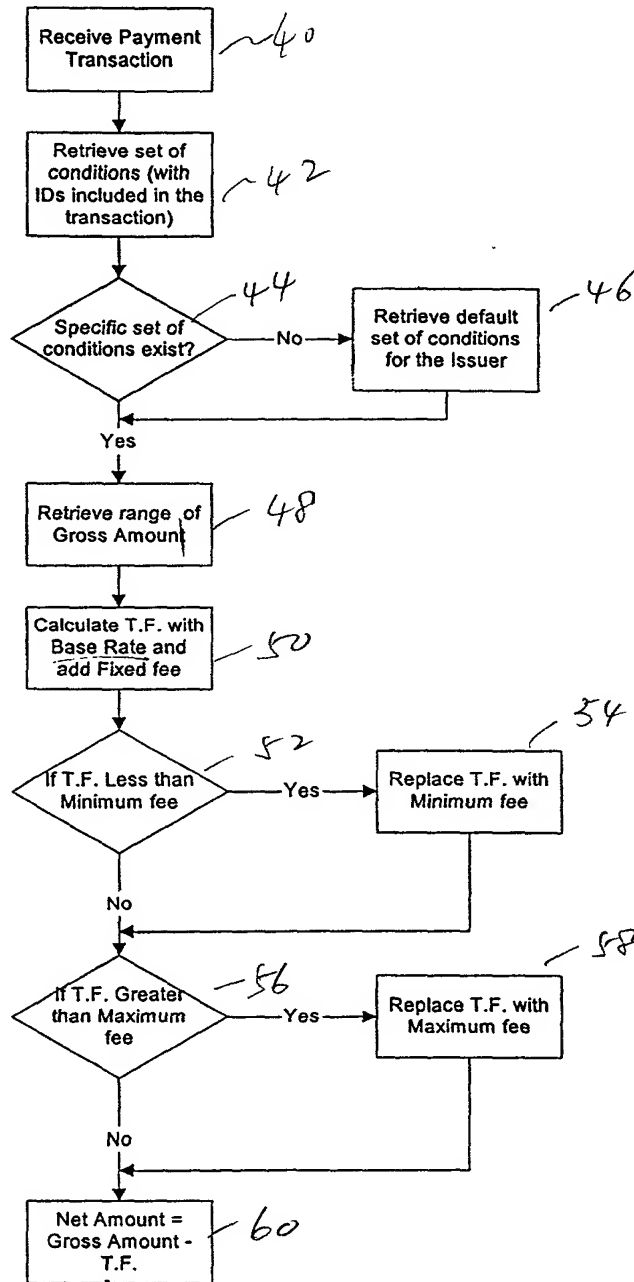 Receive Payment
Transaction
40
Retrieve set of
conditions (with
IDs included in the
transaction)
42
Specific set of
conditions exist?
44
No
Retrieve default
set of conditions
for the Issuer
46
Yes
Retrieve range of
Gross Amount
48
Calculate T.F. with
Base Rate and
add Fixed fee
50
If T.F. Less than
Minimum fee
52
Yes
Replace T.F. with
Minimum fee
54
No
If T.F. Greater
than Maximum
fee
56
Yes
Replace T.F. with
Maximum fee
58
No
Net Amount =
Gross Amount -
T.F.
60